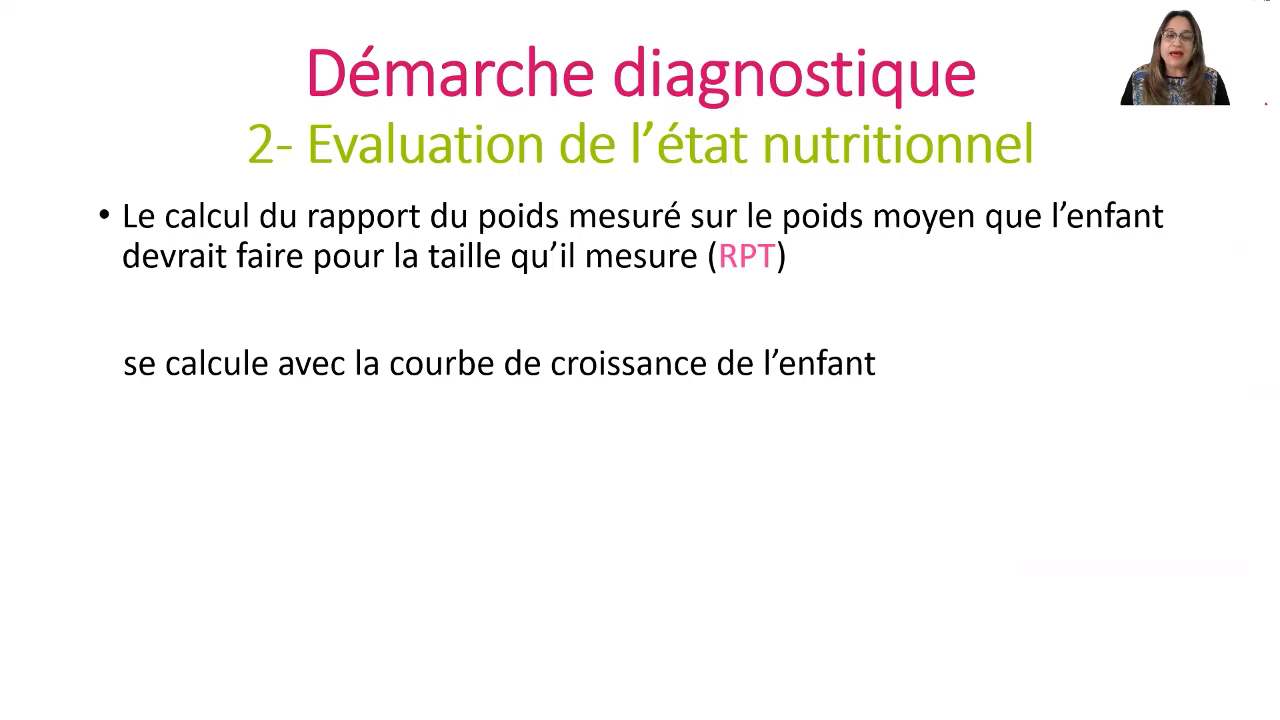 Démarche diagnostique
2- Evaluation de l’état nutritionnel
• Le calcul du rapport du poids mesuré sur le poids moyen que l’enfant
devrait faire pour la taille qu’il mesure (RPT)
se calcule avec la courbe de croissance de l’enfant